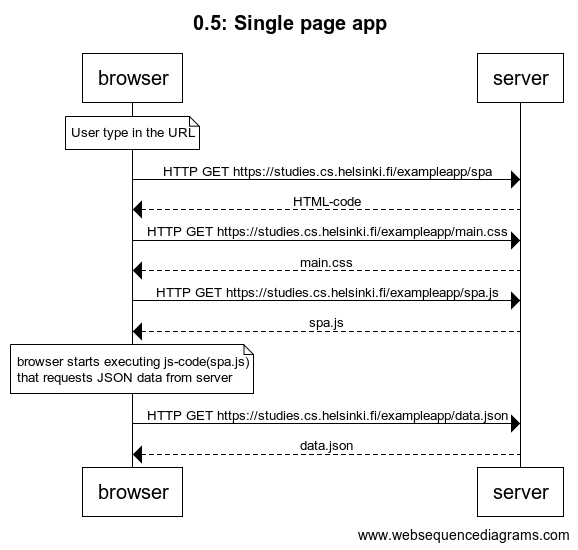 0.5: Single page app
browser
server
User type in the URL
HTTP GET https://studies.cs.helsinki.fi/exampleapp/spa
HTML-code
HTTP GET https://studies.cs.helsinki.fi/exampleapp/main.css
main.css
HTTP GET https://studies.cs.helsinki.fi/exampleapp/spa.js
spa.js
browser starts executing js-code(spa.js)
that requests JSON data from server
HTTP GET https://studies.cs.helsinki.fi/exampleapp/data.json
data.json
browser
server
www.websequencediagrams.com